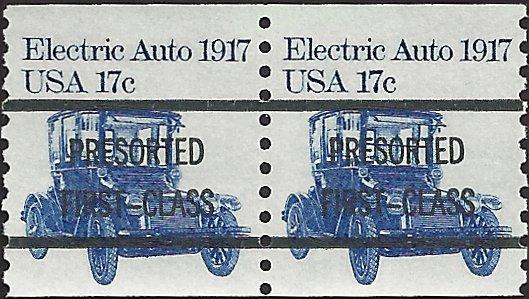 Electric Auto 1917
USA 17c
PRESORTED
FIRST-CLASS
Electric Auto 1917
USA 17c
PRESORTED
FIRST-CLASS